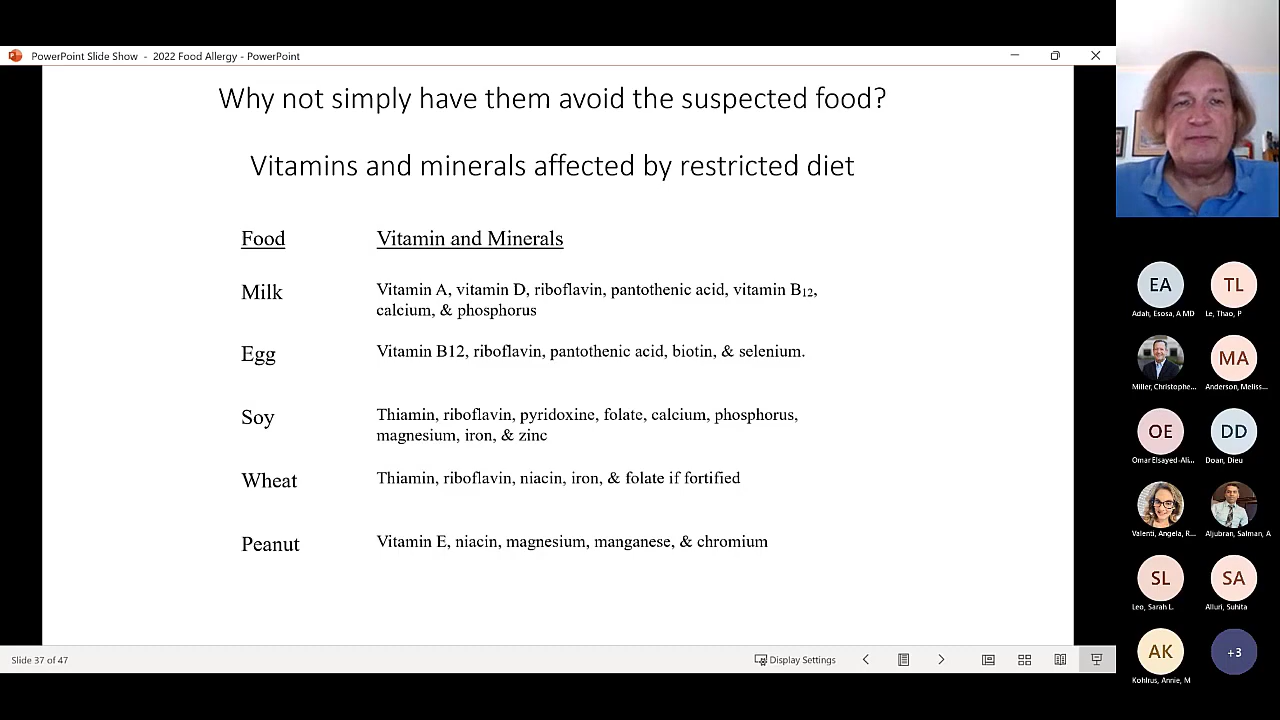 PowerPoint Slide Show - 2022 Food Allergy - PowerPoint
Why not simply have them avoid the suspected food?
Vitamins and minerals affected by restricted diet
Food Vitamin and Minerals
Milk Vitamin A, vitamin D, riboflavin, pantothenic acid, vitamin B12,
calcium, & phosphorus
Egg Vitamin B12, riboflavin, pantothenic acid, biotin, & selenium.
Soy Thiamin, riboflavin, pyridoxine, folate, calcium, phosphorus,
magnesium, iron, & zinc
Wheat Thiamin, riboflavin, niacin, iron, & folate if fortified
Peanut Vitamin E, niacin, magnesium, manganese, & chromium
Slide 37 of 47
Display Settings
EA TL
Adah, Esosa, A MD Le, Thao, P
MA
Miller, Christophe... Anderson, Meliss...
OE DD
Omar Elsayed-Ali... Doan, Dieu
Valenti, Angela, R... Aljubran, Salman, A
SL SA
Leo, Sarah L. Alluri, Suhita
AK +3
Kohlrus, Annie, M